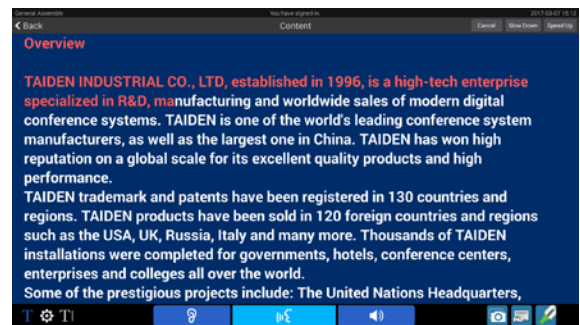 General Assembly You have signed in. 2017-03-07 15:12
Back Content Cancel Slow Down Speed Up
Overview
TAIDEN INDUSTRIAL CO., LTD, established in 1996, is a high-tech enterprise
specialized in R&D, manufacturing and worldwide sales of modern digital
conference systems. TAIDEN is one of the world's leading conference system
manufacturers, as well as the largest one in China. TAIDEN has won high
reputation on a global scale for its excellent quality products and high
performance.
TAIDEN trademark and patents have been registered in 130 countries and
regions. TAIDEN products have been sold in 120 foreign countries and regions
such as the USA, UK, Russia, Italy and many more. Thousands of TAIDEN
installations were completed for governments, hotels, conference centers,
enterprises and colleges all over the world.
Some of the prestigious projects include: The United Nations Headquarters,
T T